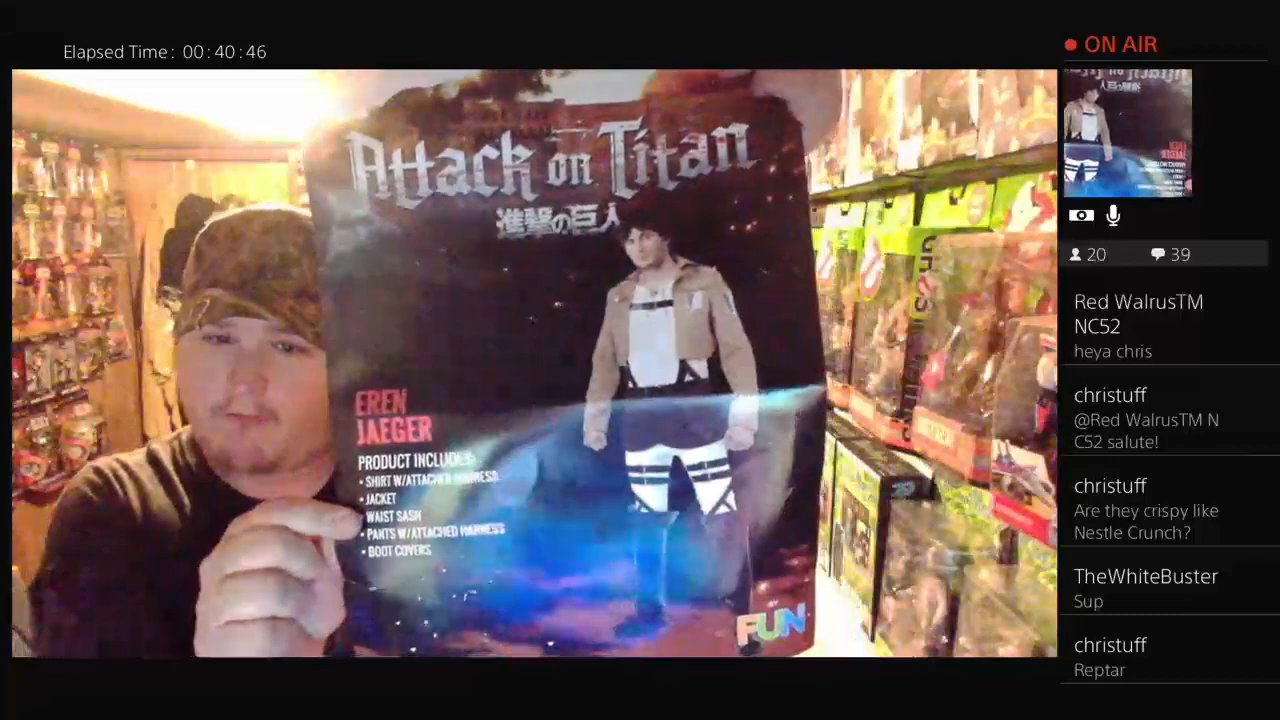 Elapsed Time: 00:40:46
ON AIR
Attack on Titan
進撃の巨人
EREN
JAEGER
PRODUCT INCLUDES:
• SHIRT W/ATTACHED HARNESS
• JACKET
• WAIST SASH
• PANTS W/ATTACHED HARNESS
• BOOT COVERS
BY
FUN
20
39
Red WalrusTM
NC52
heya chris
christuff
@Red WalrusTM N
C52 salute!
christuff
Are they crispy like
Nestle Crunch?
TheWhiteBuster
Sup
christuff
Reptar